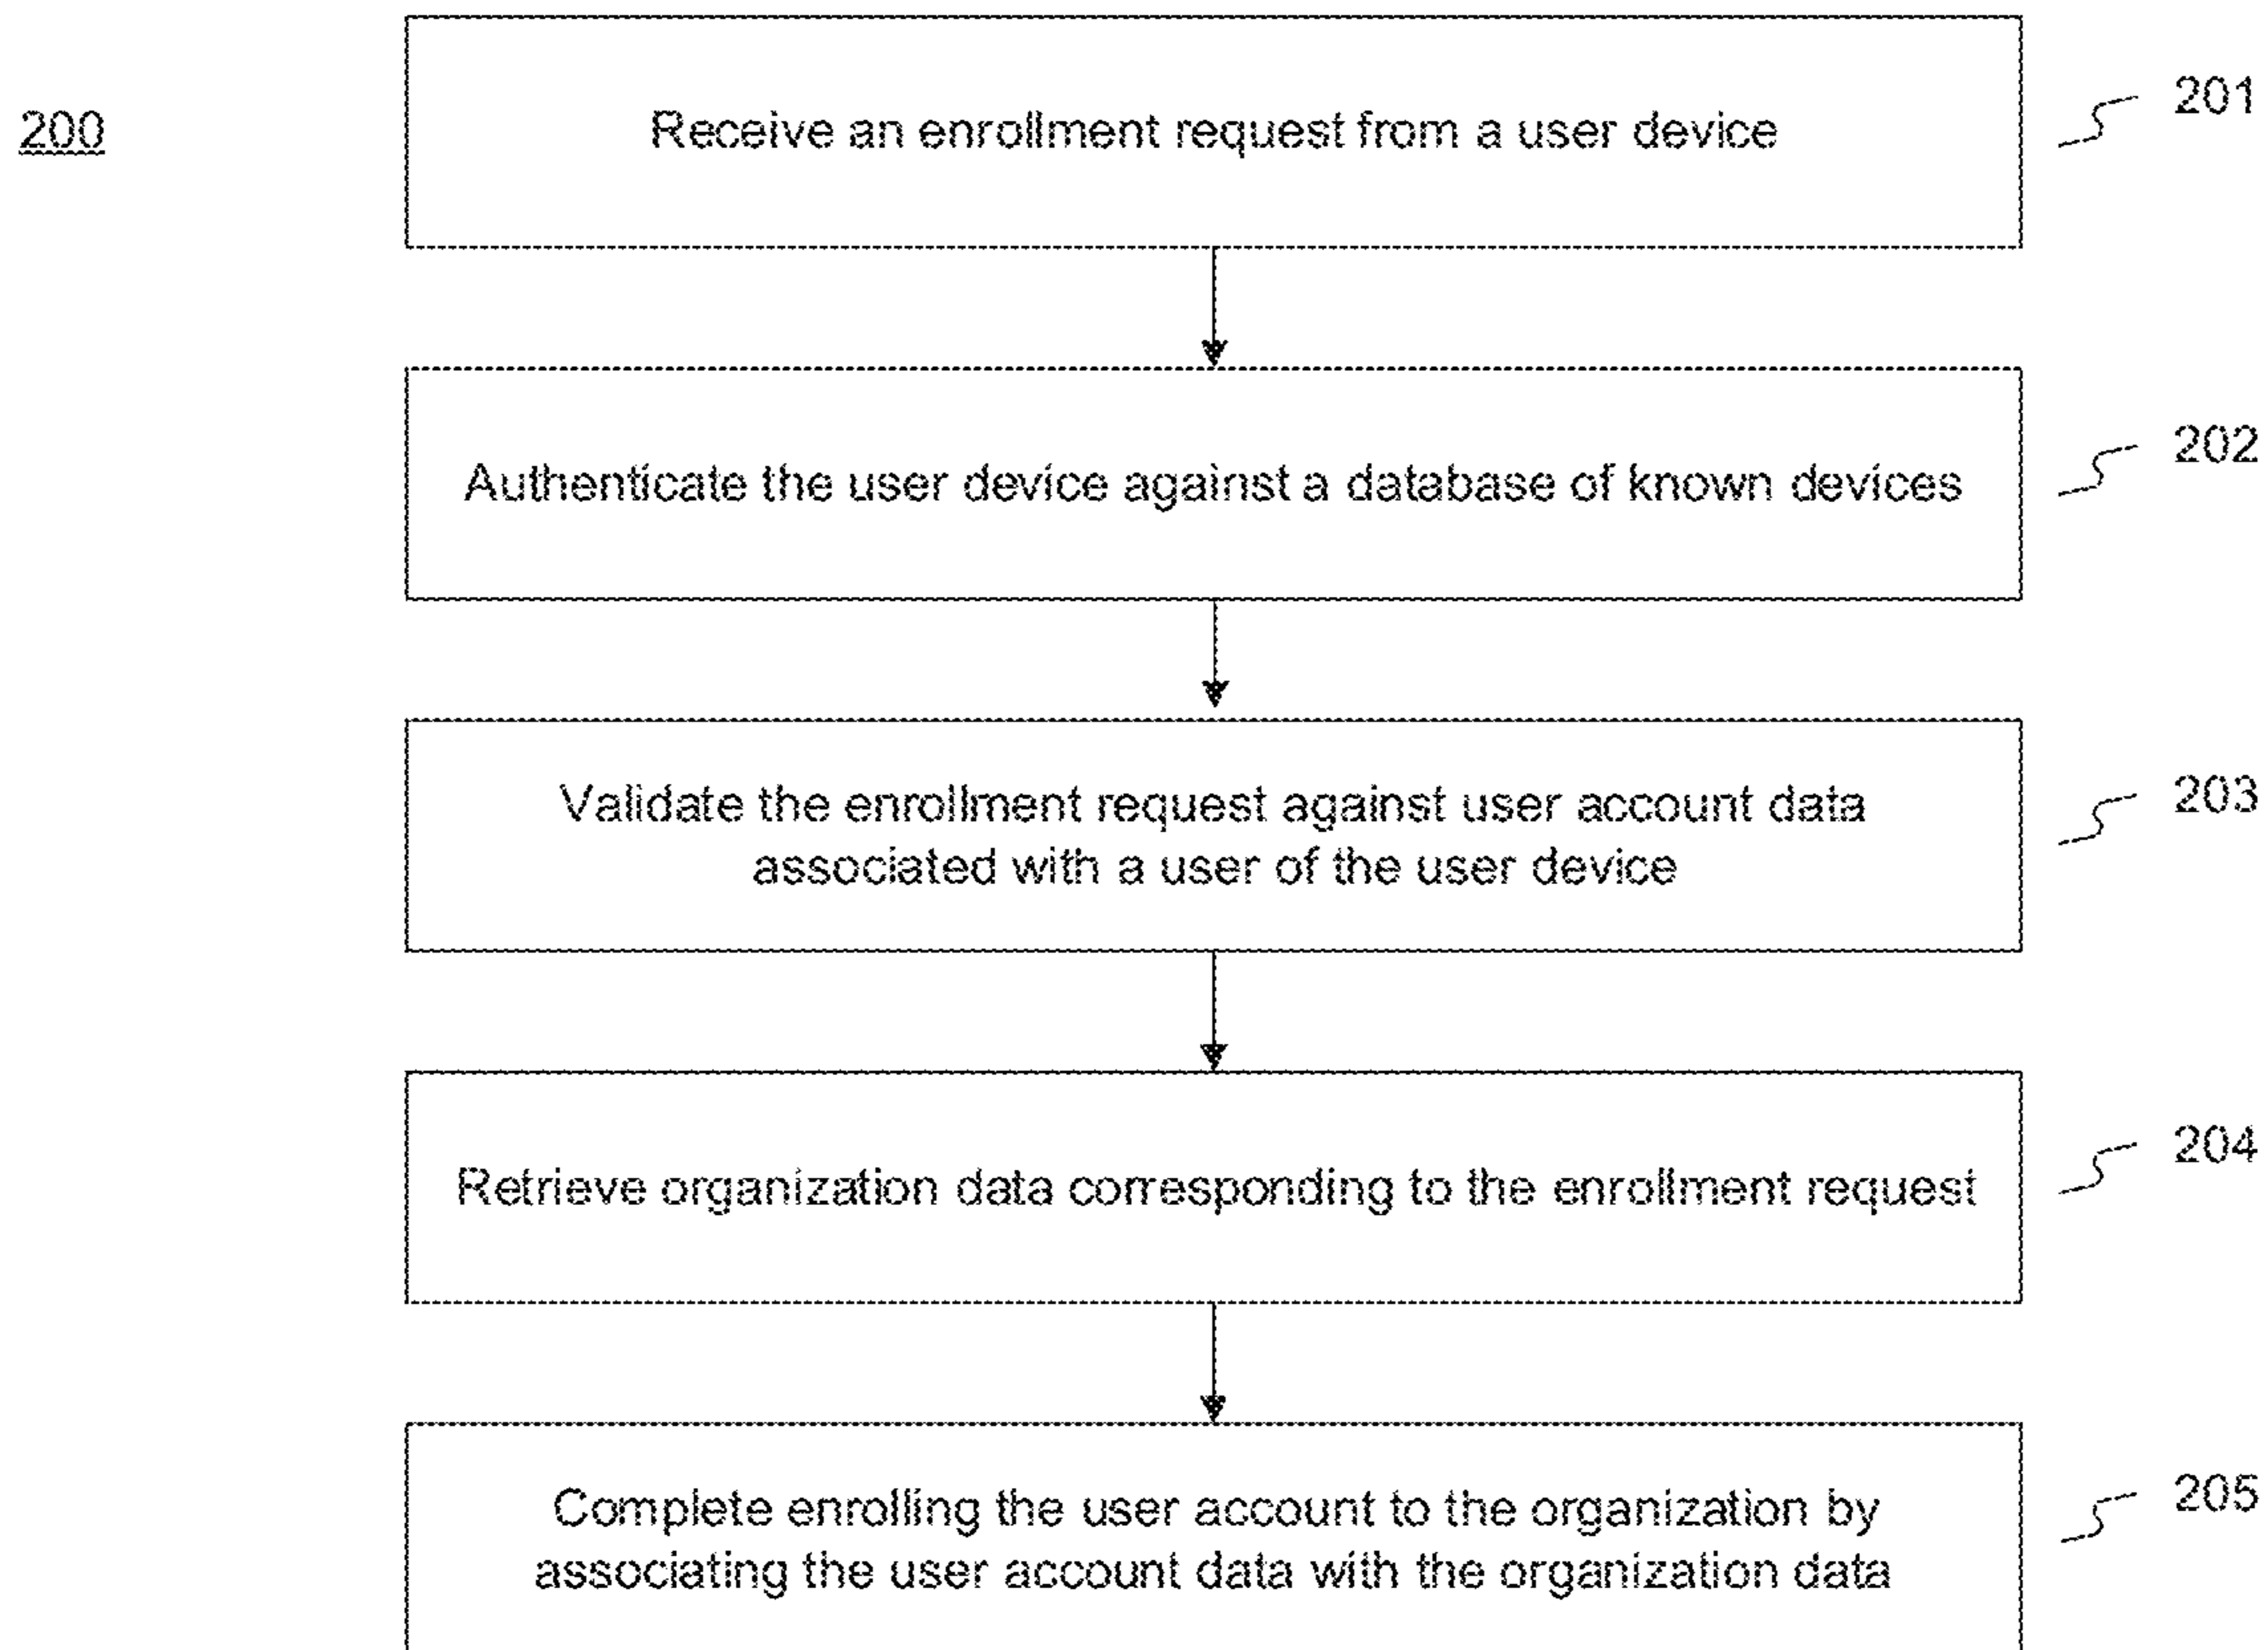 200
Receive an enrollment request from a user device
201
Authenticate the user device against a database of known devices
202
Validate the enrollment request against user account data
associated with a user of the user device
203
Retrieve organization data corresponding to the enrollment request
204
Complete enrolling the user account to the organization by
associating the user account data with the organization data
205